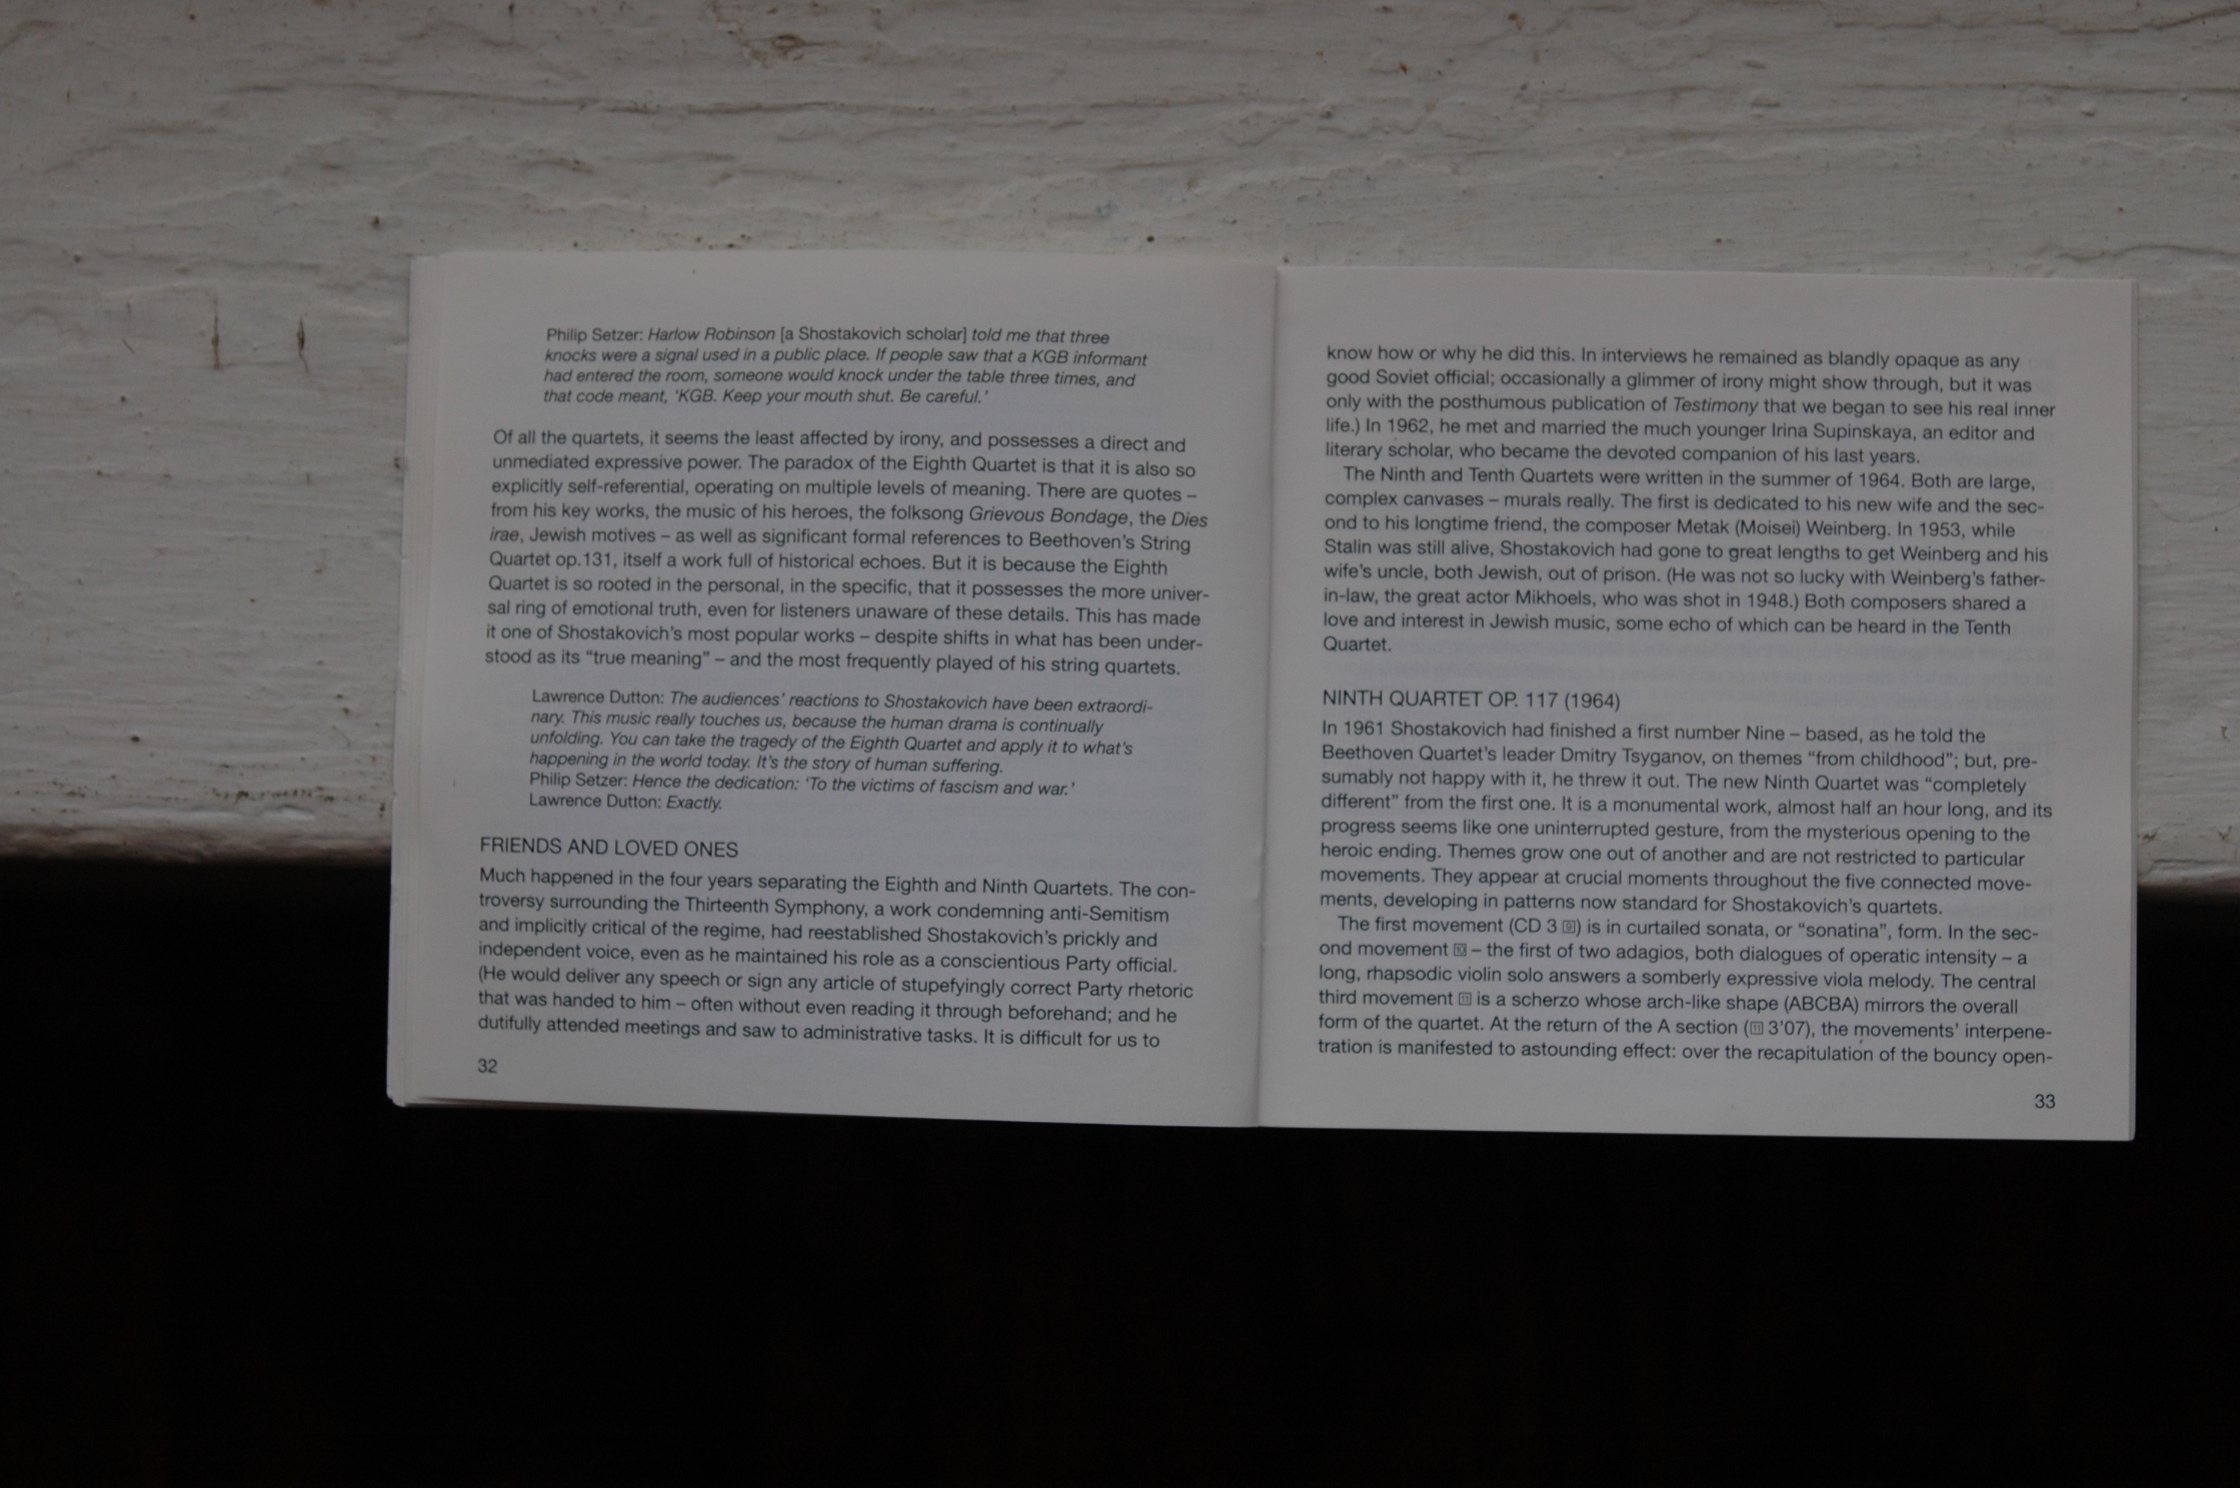 Philip Setzer: Harlow Robinson [a Shostakovich scholar] told me that three
knocks were a signal used in a public place. If people saw that a KGB informant
had entered the room, someone would knock under the table three times, and
that code meant, ‘KGB. Keep your mouth shut. Be careful.’
Of all the quartets, it seems the least affected by irony, and possesses a direct and
unmediated expressive power. The paradox of the Eighth Quartet is that it is also so
explicitly self-referential, operating on multiple levels of meaning. There are quotes –
from his key works, the music of his heroes, the folksong Grievous Bondage, the Dies
irae, Jewish motives – as well as significant formal references to Beethoven’s String
Quartet op.131, itself a work full of historical echoes. But it is because the Eighth
Quartet is so rooted in the personal, in the specific, that it possesses the more univer-
sal ring of emotional truth, even for listeners unaware of these details. This has made
it one of Shostakovich’s most popular works – despite shifts in what has been under-
stood as its “true meaning” – and the most frequently played of his string quartets.
Lawrence Dutton: The audiences’ reactions to Shostakovich have been extraordi-
nary. This music really touches us, because the human drama is continually
unfolding. You can take the tragedy of the Eighth Quartet and apply it to what’s
happening in the world today. It’s the story of human suffering.
Philip Setzer: Hence the dedication: ‘To the victims of fascism and war.’
Lawrence Dutton: Exactly.
FRIENDS AND LOVED ONES
Much happened in the four years separating the Eighth and Ninth Quartets. The con-
troversy surrounding the Thirteenth Symphony, a work condemning anti-Semitism
and implicitly critical of the regime, had reestablished Shostakovich’s prickly and
independent voice, even as he maintained his role as a conscientious Party official.
(He would deliver any speech or sign any article of stupefyingly correct Party rhetoric
that was handed to him – often without even reading it through beforehand; and he
dutifully attended meetings and saw to administrative tasks. It is difficult for us to
32
know how or why he did this. In interviews he remained as blandly opaque as any
good Soviet official; occasionally a glimmer of irony might show through, but it was
only with the posthumous publication of Testimony that we began to see his real inner
life.) In 1962, he met and married the much younger Irina Supinskaya, an editor and
literary scholar, who became the devoted companion of his last years.
The Ninth and Tenth Quartets were written in the summer of 1964. Both are large,
complex canvases – murals really. The first is dedicated to his new wife and the sec-
ond to his longtime friend, the composer Metak (Moisei) Weinberg. In 1953, while
Stalin was still alive, Shostakovich had gone to great lengths to get Weinberg and his
wife’s uncle, both Jewish, out of prison. (He was not so lucky with Weinberg’s father-
in-law, the great actor Mikhoels, who was shot in 1948.) Both composers shared a
love and interest in Jewish music, some echo of which can be heard in the Tenth
Quartet.
NINTH QUARTET OP. 117 (1964)
In 1961 Shostakovich had finished a first number Nine – based, as he told the
Beethoven Quartet’s leader Dmitry Tsyganov, on themes “from childhood”; but, pre-
sumably not happy with it, he threw it out. The new Ninth Quartet was “completely
different” from the first one. It is a monumental work, almost half an hour long, and its
progress seems like one uninterrupted gesture, from the mysterious opening to the
heroic ending. Themes grow one out of another and are not restricted to particular
movements. They appear at crucial moments throughout the five connected move-
ments, developing in patterns now standard for Shostakovich’s quartets.
The first movement (CD 3 ) is in curtailed sonata, or “sonatina”, form. In the sec-
ond movement – the first of two adagios, both dialogues of operatic intensity – a
long, rhapsodic violin solo answers a somberly expressive viola melody. The central
third movement is a scherzo whose arch-like shape (ABCBA) mirrors the overall
form of the quartet. At the return of the A section ( 3’07), the movements’ interpene-
tration is manifested to astounding effect: over the recapitulation of the bouncy open-
33